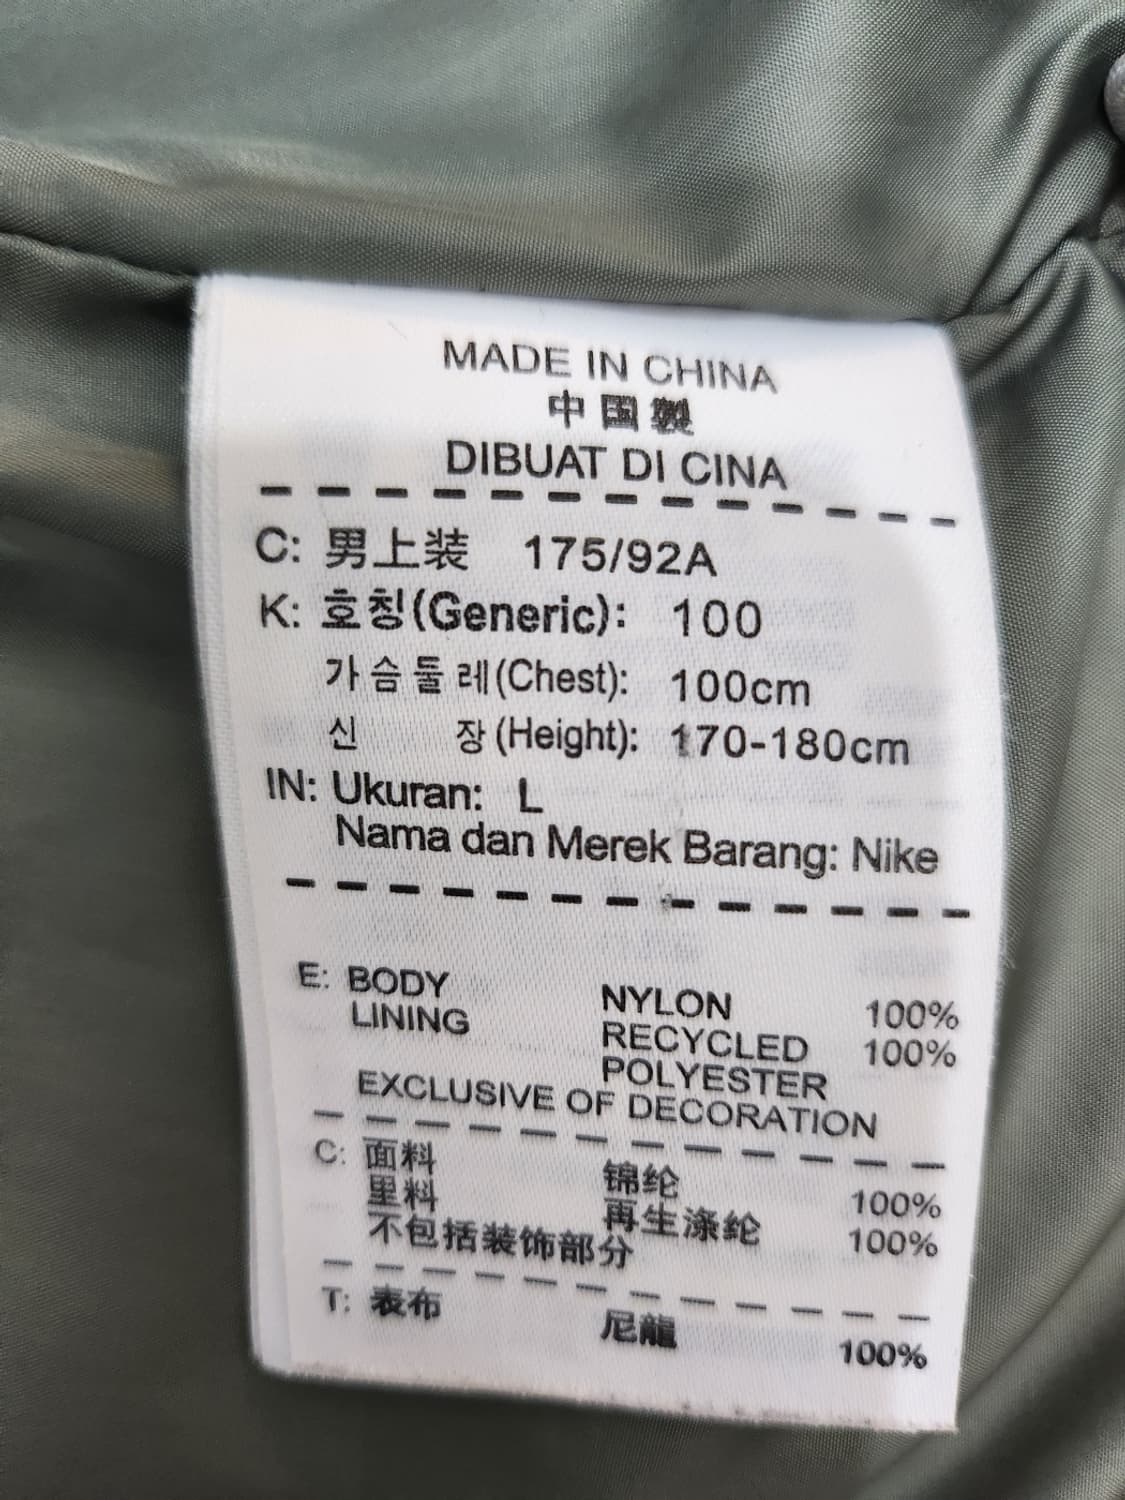 MADE IN CHINA
中国製
DIBUAT DI CINA
C: 男上装 175/92A
K: 호칭(Generic): 100
가슴둘레(Chest): 100cm
신 장(Height): 170-180cm
IN: Ukuran: L
Nama dan Merek Barang: Nike
E: BODY NYLON 100%
LINING RECYCLED 100%
POLYESTER
EXCLUSIVE OF DECORATION
C: 面料 锦纶 100%
里料 再生涤纶 100%
不包括装饰部分
T: 表布 尼龍 100%